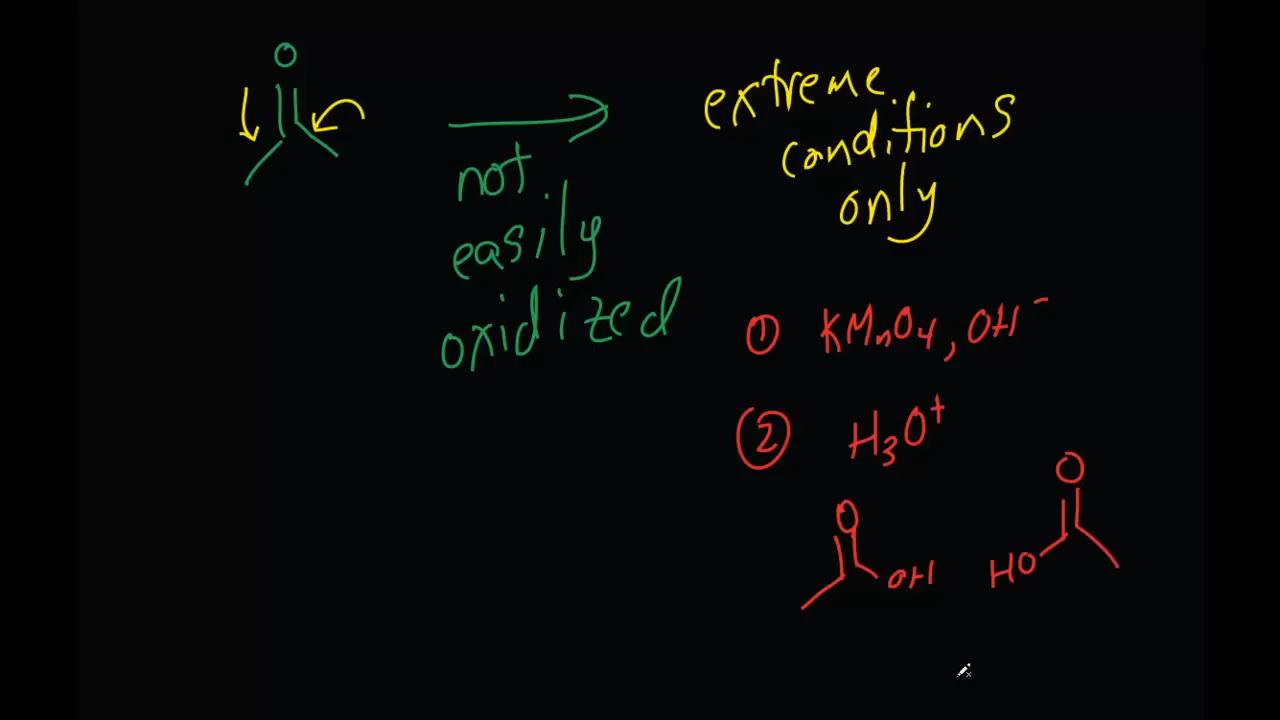 O
not
easily
oxidized
extreme
conditions
only
① KMnO4, OH⁻
② H3O⁺
O
OH
O
HO